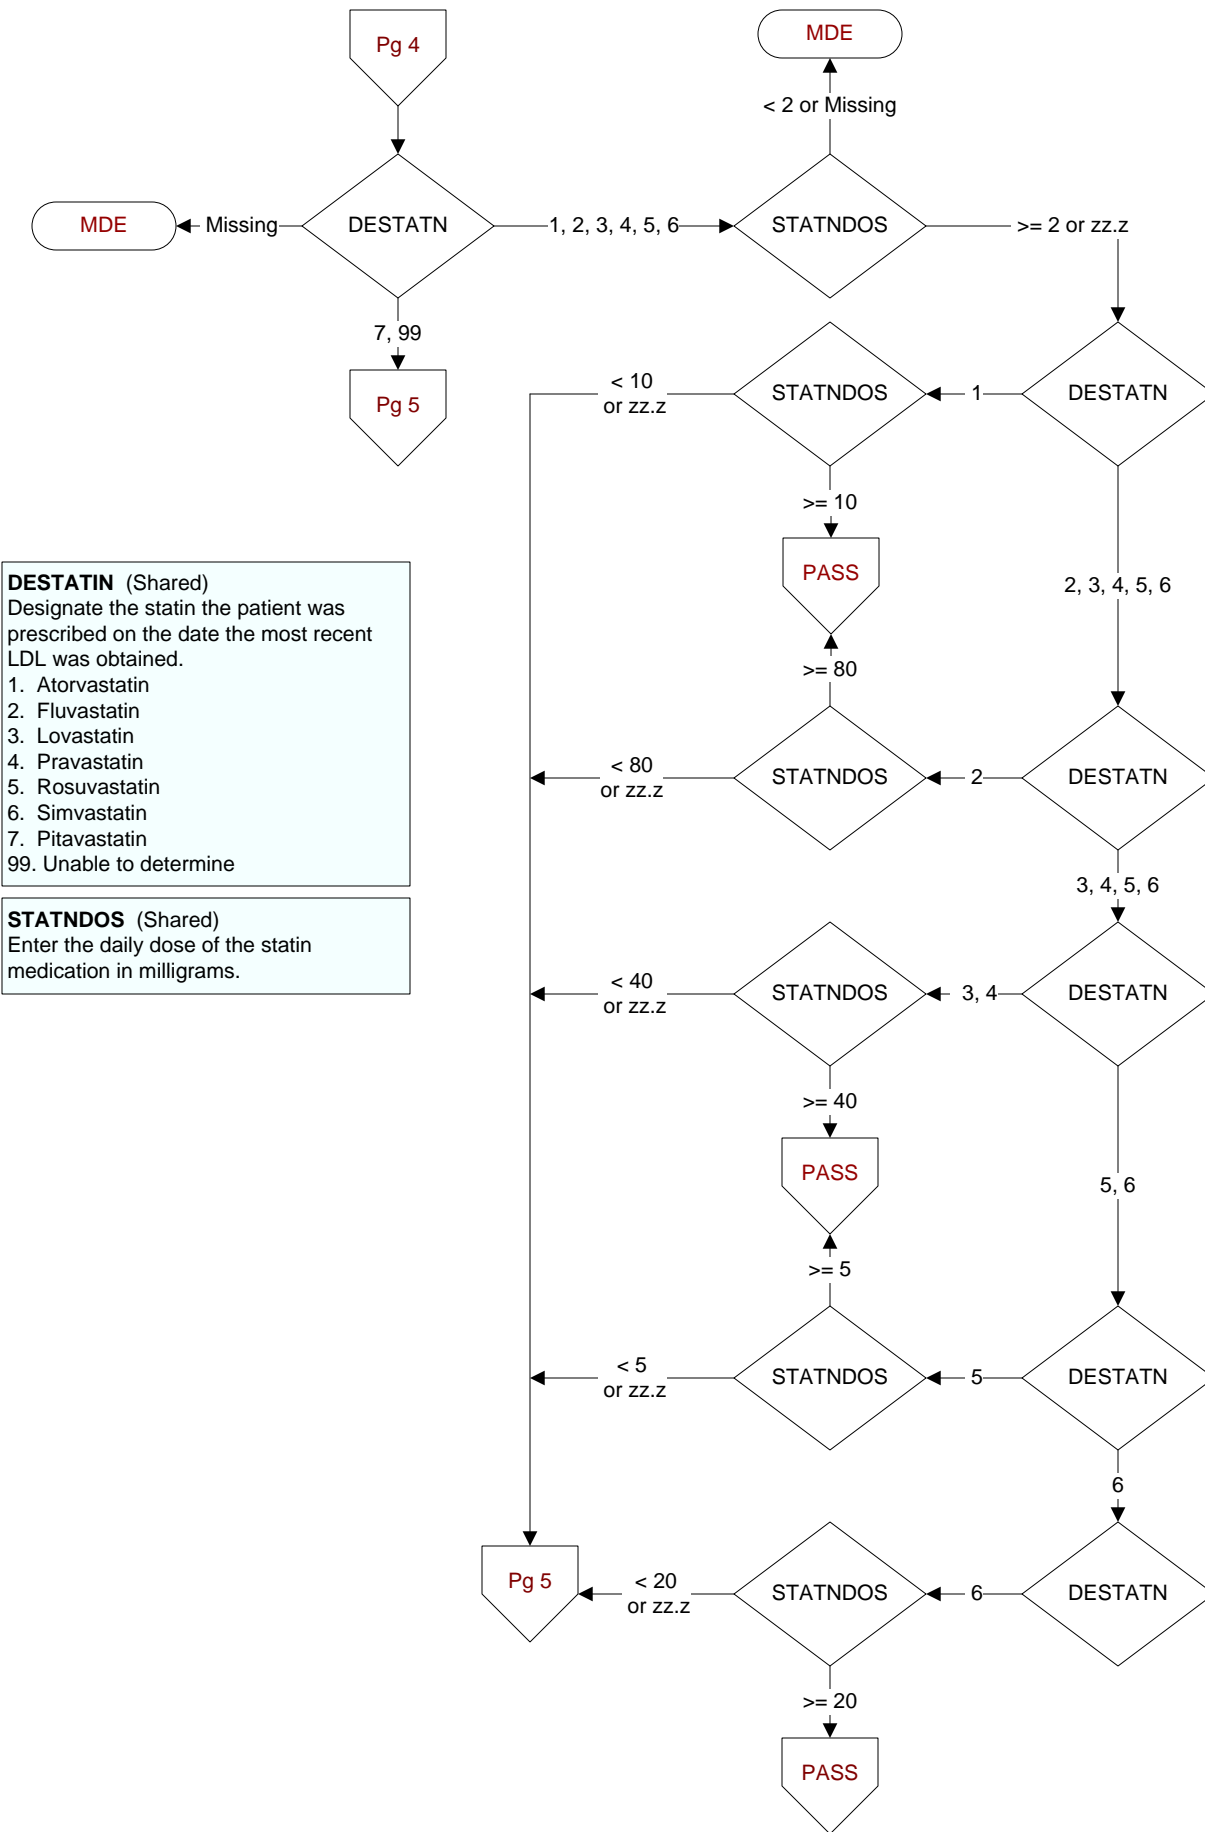 Pg 4
MDE
< 2 or Missing
MDE
Missing
DESTATN
1, 2, 3, 4, 5, 6
STATNDOS
>= 2 or zz.z
7, 99
Pg 5
< 10
or zz.z
STATNDOS
1
DESTATN
>= 10
PASS
2, 3, 4, 5, 6
DESTATIN (Shared)
Designate the statin the patient was
prescribed on the date the most recent
LDL was obtained.
1. Atorvastatin
2. Fluvastatin
3. Lovastatin
4. Pravastatin
5. Rosuvastatin
6. Simvastatin
7. Pitavastatin
99. Unable to determine
>= 80
< 80
or zz.z
STATNDOS
2
DESTATN
3, 4, 5, 6
STATNDOS (Shared)
Enter the daily dose of the statin
medication in milligrams.
< 40
or zz.z
STATNDOS
3, 4
DESTATN
>= 40
PASS
5, 6
>= 5
< 5
or zz.z
STATNDOS
5
DESTATN
6
Pg 5
< 20
or zz.z
STATNDOS
6
DESTATN
>= 20
PASS